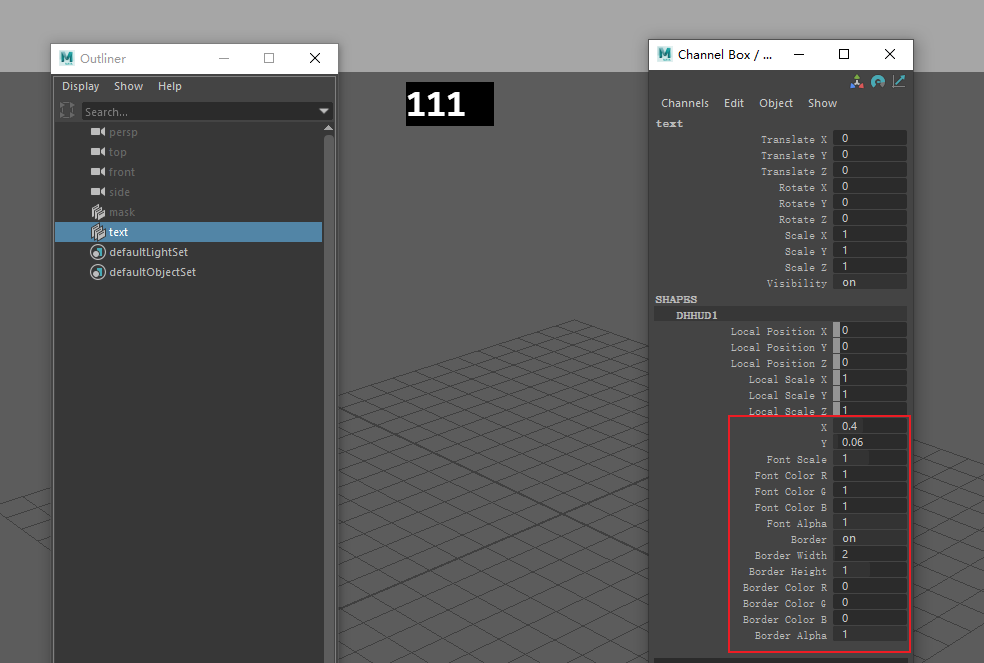 Outliner
Display Show Help
Search...
persp
top
front
side
mask
text
defaultLightSet
defaultObjectSet
111
Channel Box / ...
Channels Edit Object Show
text
Translate X 0
Translate Y 0
Translate Z 0
Rotate X 0
Rotate Y 0
Rotate Z 0
Scale X 1
Scale Y 1
Scale Z 1
Visibility on
SHAPES
DHHUD1
Local Position X 0
Local Position Y 0
Local Position Z 0
Local Scale X 1
Local Scale Y 1
Local Scale Z 1
X 0.4
Y 0.06
Font Scale 1
Font Color R 1
Font Color G 1
Font Color B 1
Font Alpha 1
Border on
Border Width 2
Border Height 1
Border Color R 0
Border Color G 0
Border Color B 0
Border Alpha 1